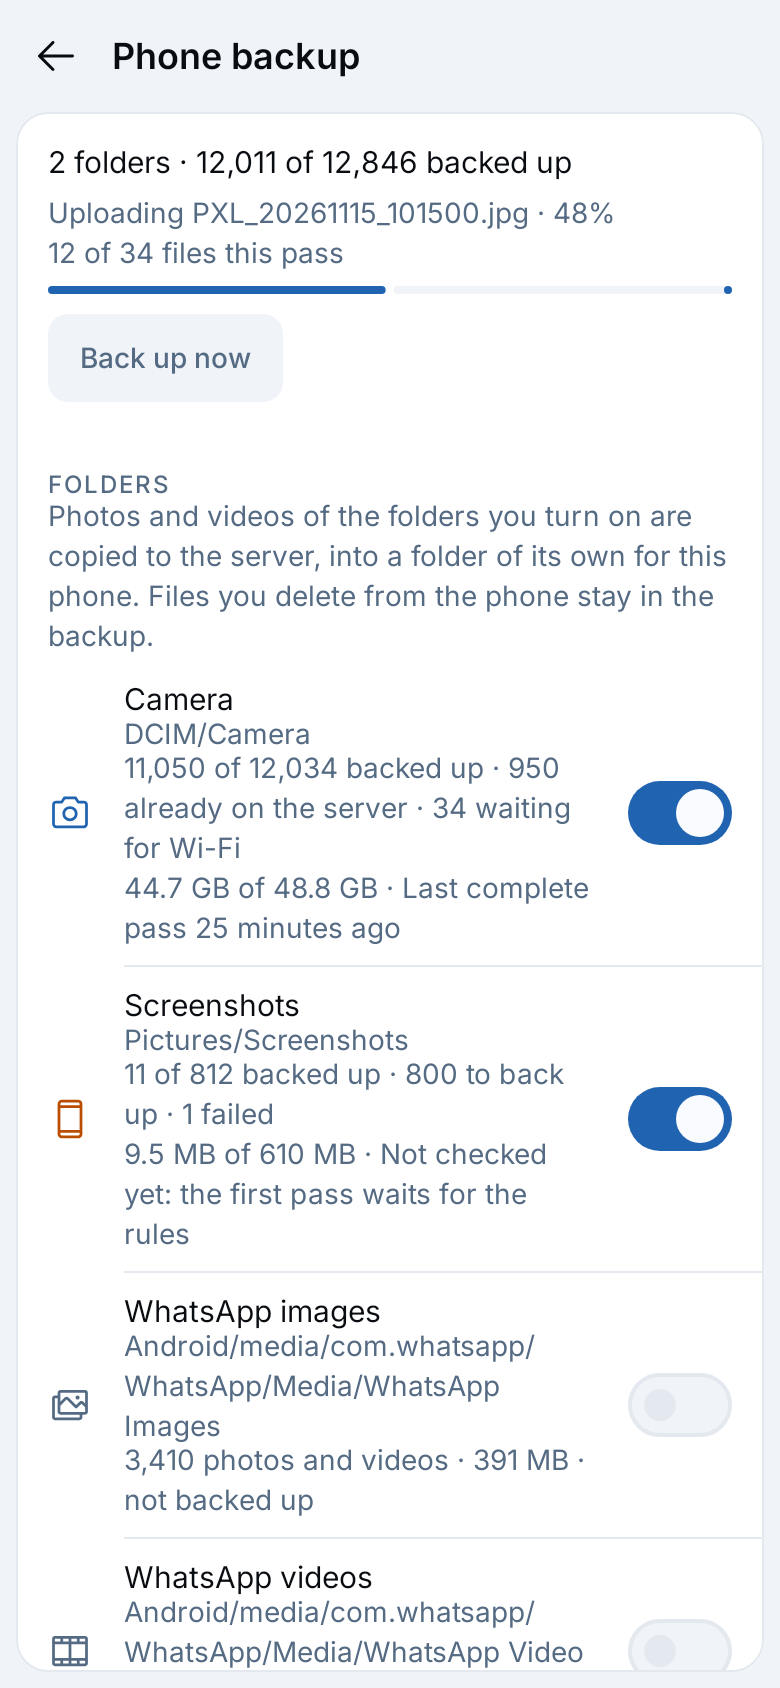 Phone backup
2 folders · 12,011 of 12,846 backed up
Uploading PXL_20261115_101500.jpg · 48%
12 of 34 files this pass
Back up now
FOLDERS
Photos and videos of the folders you turn on are
copied to the server, into a folder of its own for this
phone. Files you delete from the phone stay in the
backup.
Camera
DCIM/Camera
11,050 of 12,034 backed up · 950
already on the server · 34 waiting
for Wi-Fi
44.7 GB of 48.8 GB · Last complete
pass 25 minutes ago
Screenshots
Pictures/Screenshots
11 of 812 backed up · 800 to back
up · 1 failed
9.5 MB of 610 MB · Not checked
yet: the first pass waits for the
rules
WhatsApp images
Android/media/com.whatsapp/
WhatsApp/Media/WhatsApp
Images
3,410 photos and videos · 391 MB ·
not backed up
WhatsApp videos
Android/media/com.whatsapp/
WhatsApp/Media/WhatsApp Video